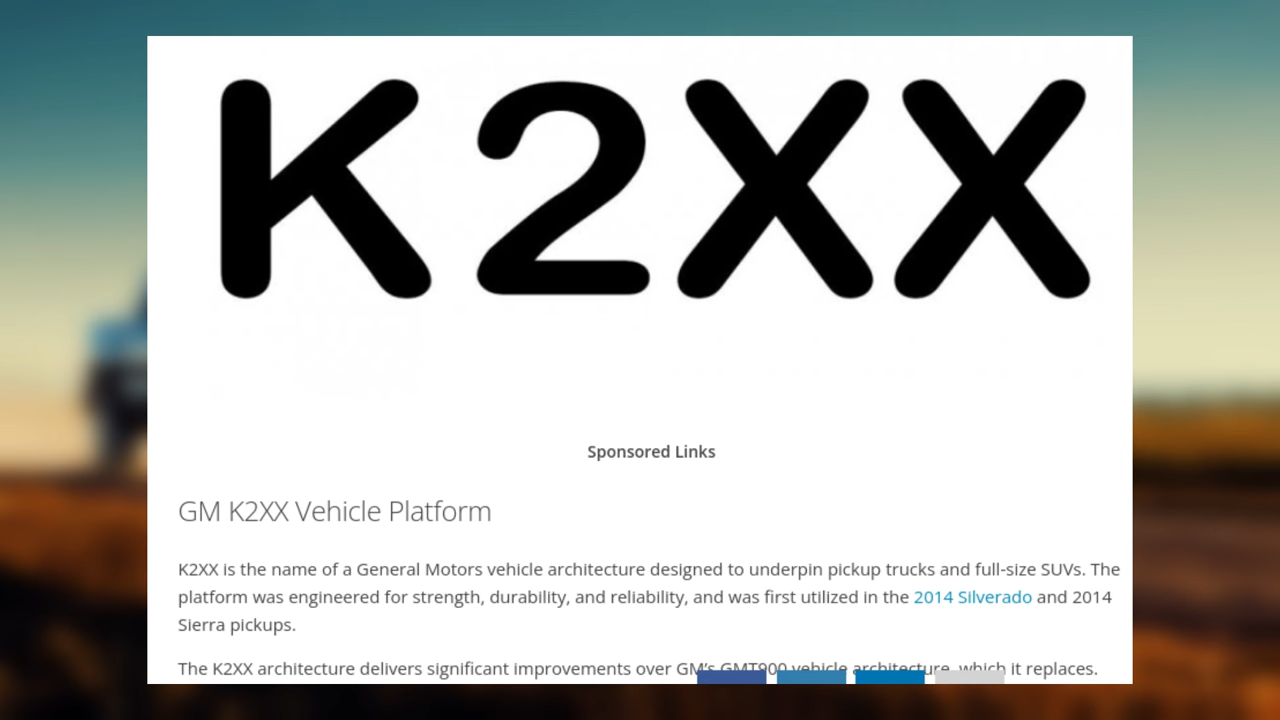 K2XX
Sponsored Links
GM K2XX Vehicle Platform
K2XX is the name of a General Motors vehicle architecture designed to underpin pickup trucks and full-size SUVs. The
platform was engineered for strength, durability, and reliability, and was first utilized in the 2014 Silverado and 2014
Sierra pickups.
The K2XX architecture delivers significant improvements over GM's GMT900 vehicle architecture, which it replaces.